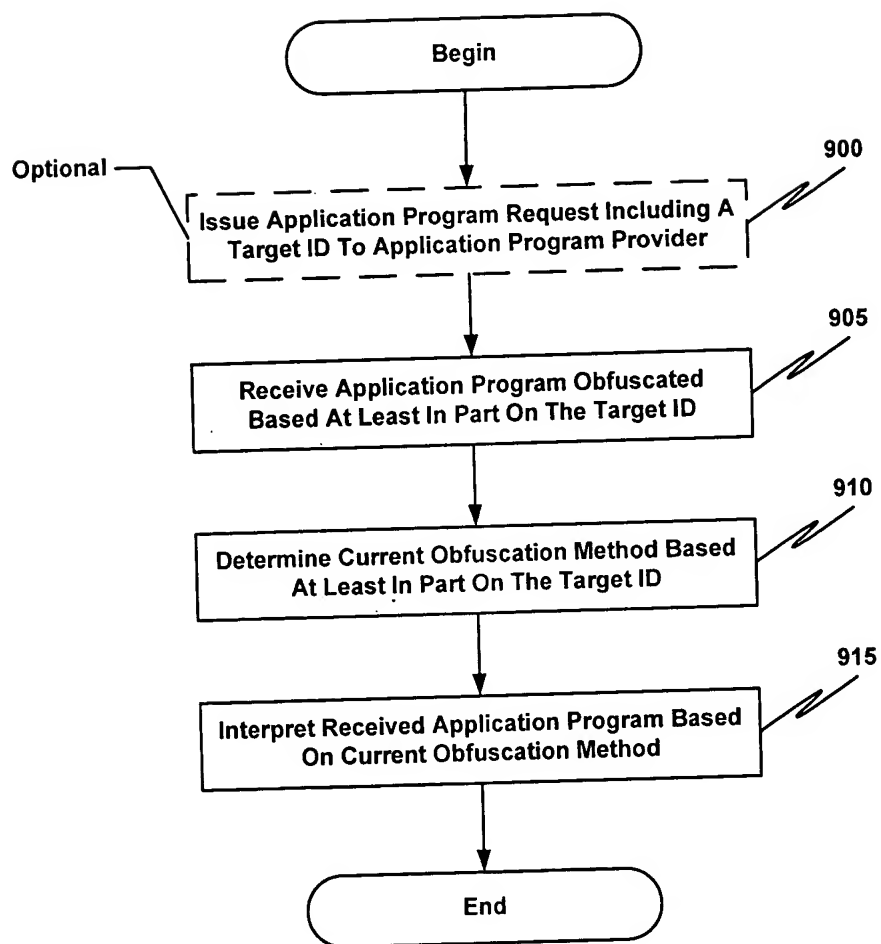 Begin
Optional
900
Issue Application Program Request Including A
Target ID To Application Program Provider
905
Receive Application Program Obfuscated
Based At Least In Part On The Target ID
910
Determine Current Obfuscation Method Based
At Least In Part On The Target ID
915
Interpret Received Application Program Based
On Current Obfuscation Method
End